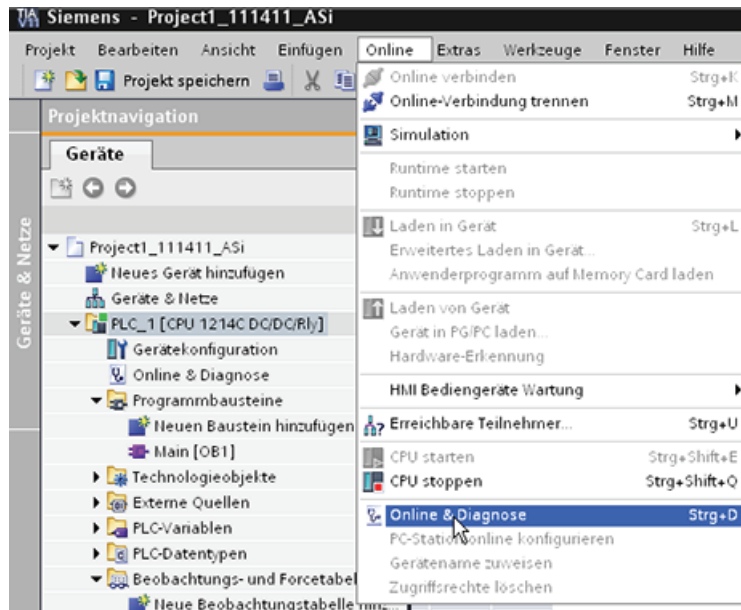 Siemens - Project1_111411_ASi
Projekt Bearbeiten Ansicht Einfügen Online Extras Werkzeuge Fenster Hilfe
Projekt speichern
Projektnavigation
Geräte
Geräte & Netze
Project1_111411_ASi
Neues Gerät hinzufügen
Geräte & Netze
PLC_1 [CPU 1214C DC/DC/Rly]
Gerätekonfiguration
Online & Diagnose
Programmbausteine
Neuen Baustein hinzufügen
Main [OB1]
Technologieobjekte
Externe Quellen
PLC-Variablen
PLC-Datentypen
Beobachtungs- und Forcetabel
Neue Beobachtungstabelle hinz...
Online verbinden Strg+K
Online-Verbindung trennen Strg+M
Simulation
Runtime starten
Runtime stoppen
Laden in Gerät Strg+L
Erweitertes Laden in Gerät...
Anwenderprogramm auf Memory Card laden
Laden von Gerät
Gerät in PG/PC laden...
Hardware-Erkennung
HMI Bediengeräte Wartung
Erreichbare Teilnehmer... Strg+U
CPU starten Strg+Shift+E
CPU stoppen Strg+Shift+Q
Online & Diagnose Strg+D
PC-Station online konfigurieren
Gerätename zuweisen
Zugriffsrechte löschen